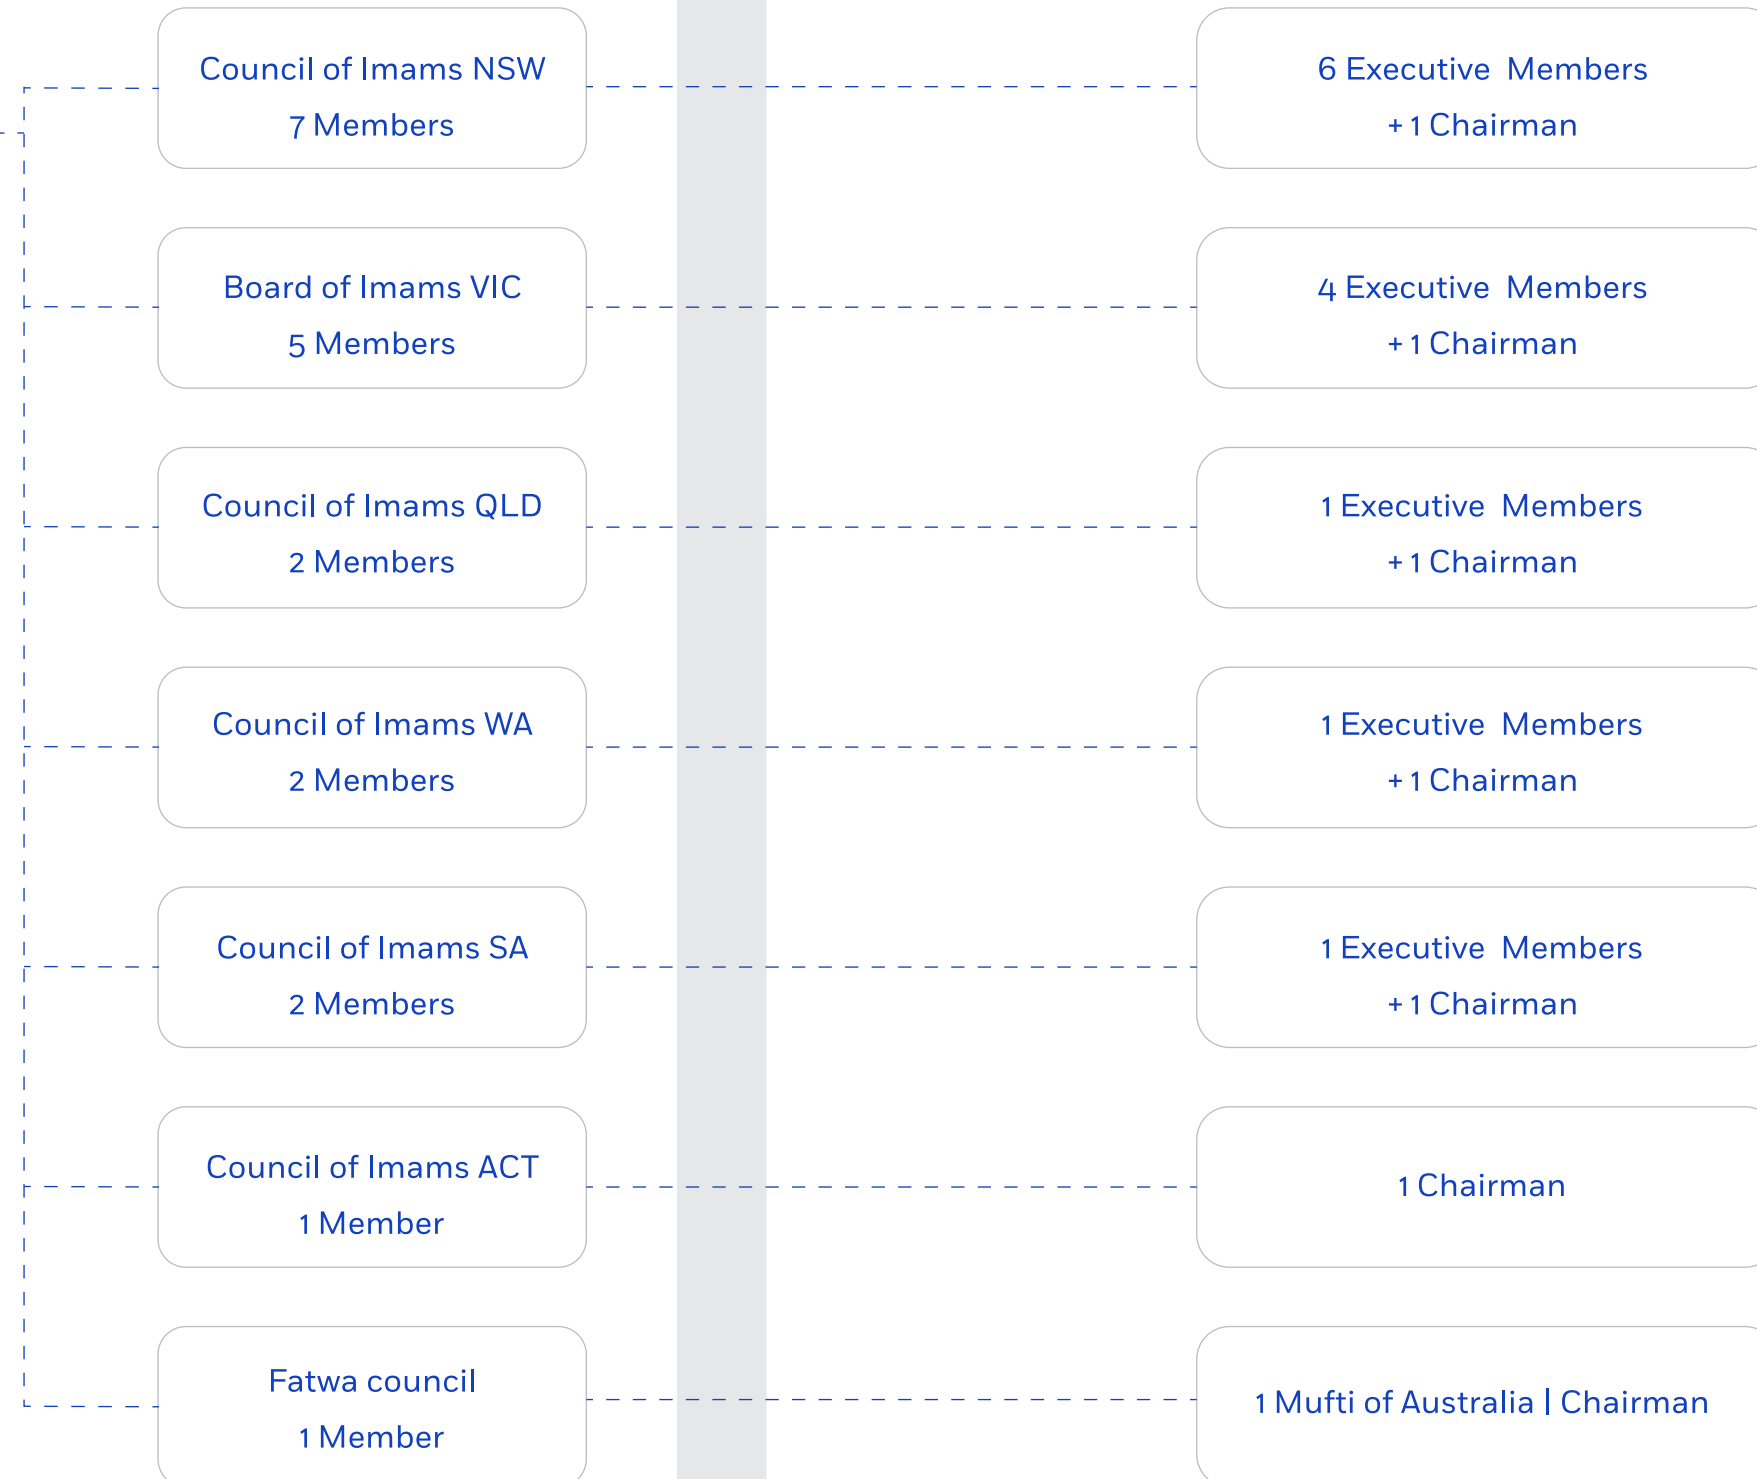 Council of Imams NSW
7 Members
6 Executive Members
+ 1 Chairman
Board of Imams VIC
5 Members
4 Executive Members
+ 1 Chairman
Council of Imams QLD
2 Members
1 Executive Members
+ 1 Chairman
Council of Imams WA
2 Members
1 Executive Members
+ 1 Chairman
Council of Imams SA
2 Members
1 Executive Members
+ 1 Chairman
Council of Imams ACT
1 Member
1 Chairman
Fatwa council
1 Member
1 Mufti of Australia | Chairman